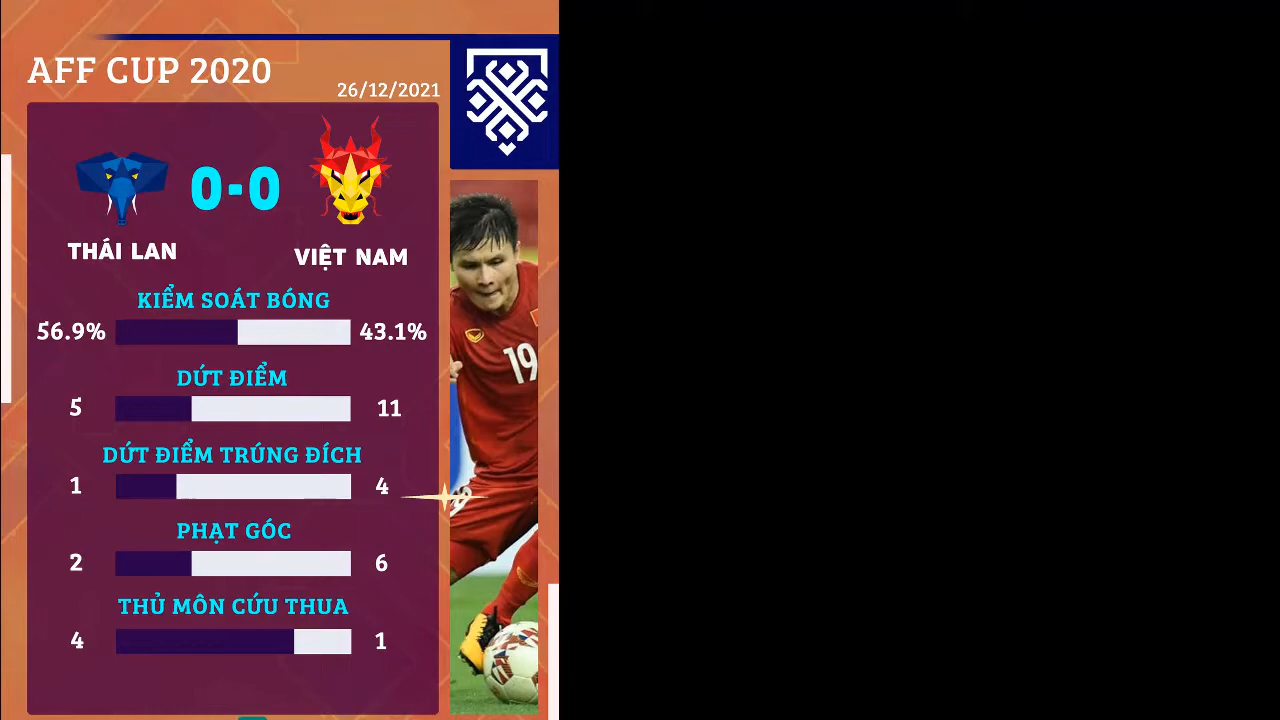 AFF CUP 2020
26/12/2021
0-0
THÁI LAN
VIỆT NAM
KIỂM SOÁT BÓNG
56.9% 43.1%
DỨT ĐIỂM
5 11
DỨT ĐIỂM TRÚNG ĐÍCH
1 4
PHẠT GÓC
2 6
THỦ MÔN CỨU THUA
4 1
19